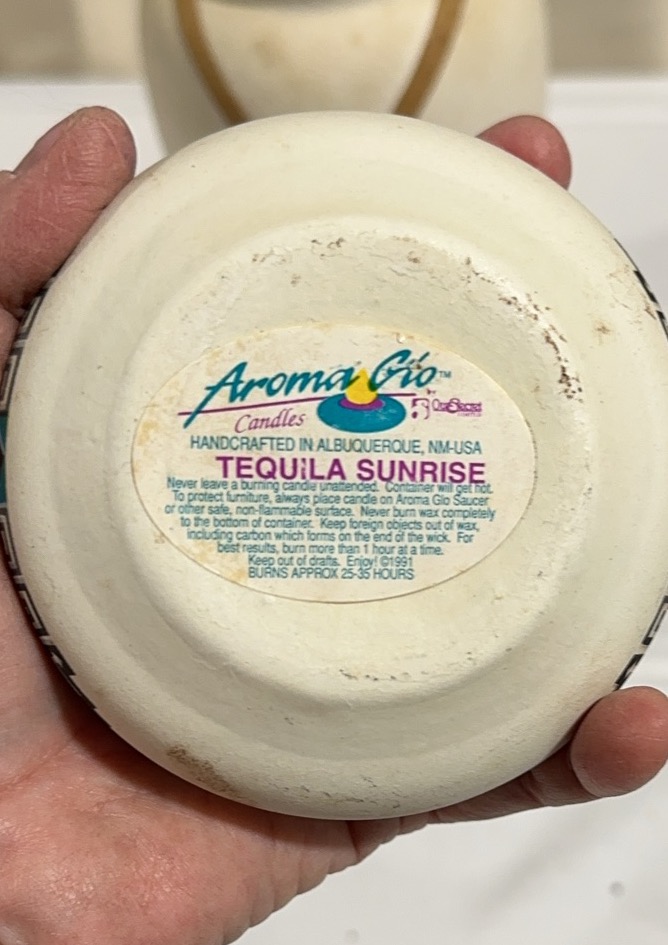 Aroma Glo™
Candles
by
HANDCRAFTED IN ALBUQUERQUE, NM-USA
TEQUILA SUNRISE
Never leave a burning candle unattended. Container will get hot.
To protect furniture, always place candle on Aroma Glo Saucer
or other safe, non-flammable surface. Never burn wax completely
to the bottom of container. Keep foreign objects out of wax,
including carbon which forms on the end of the wick. For
best results, burn more than 1 hour at a time.
Keep out of drafts. Enjoy! ©1991
BURNS APPROX 25-35 HOURS